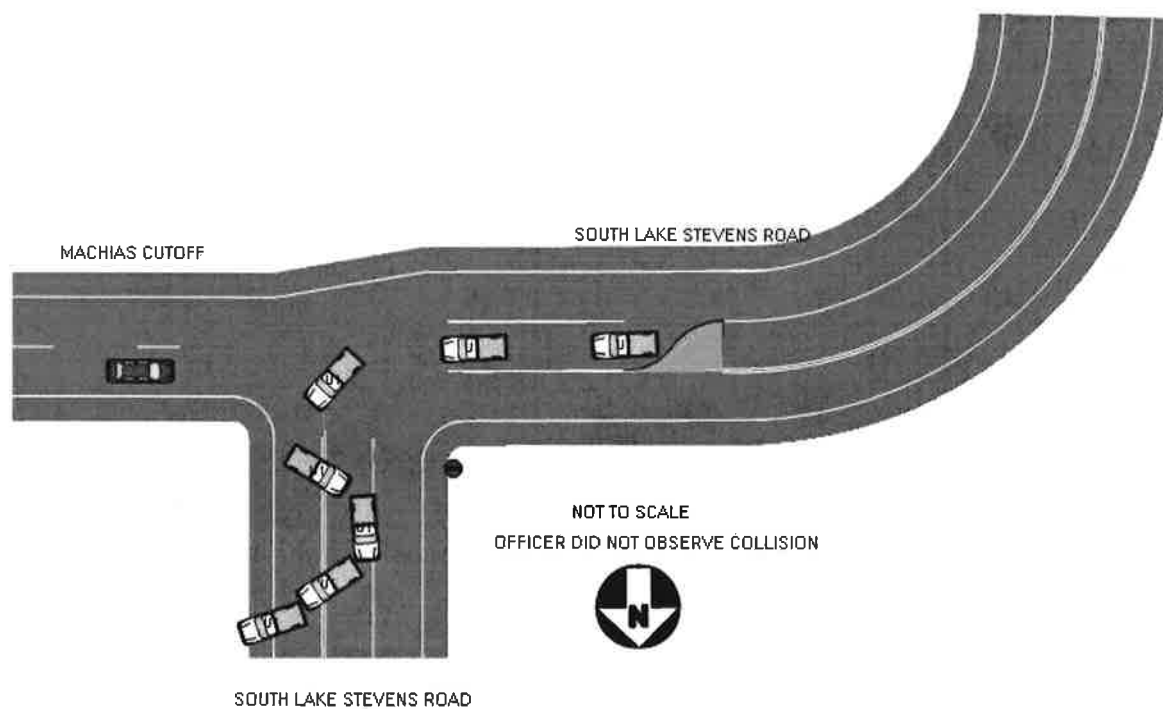 SOUTH LAKE STEVENS ROAD
MACHIAS CUTOFF
NOT TO SCALE
OFFICER DID NOT OBSERVE COLLISION
N
SOUTH LAKE STEVENS ROAD